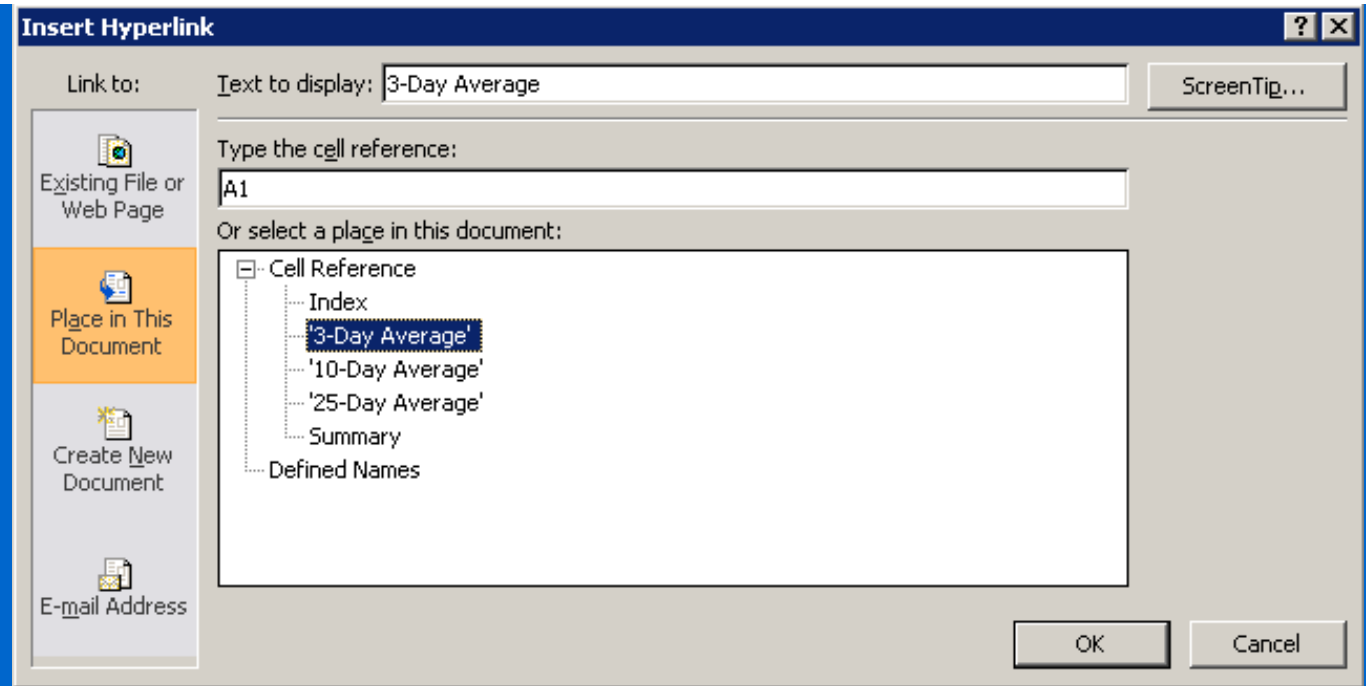 Insert Hyperlink
Link to:
Text to display: 3-Day Average
ScreenTip...
Existing File or
Web Page
Place in This
Document
Create New
Document
E-mail Address
Type the cell reference:
A1
Or select a place in this document:
Cell Reference
Index
'3-Day Average'
'10-Day Average'
'25-Day Average'
Summary
Defined Names
OK
Cancel